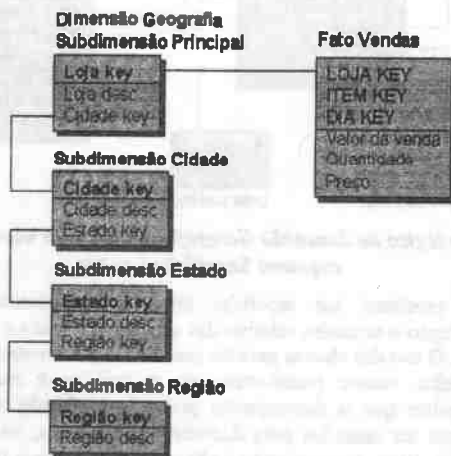 Dimensão Geografia
Subdimensão Principal
Loja key
Loja desc
Cidade key
Fato Vendas
LOJA KEY
ITEM KEY
DIA KEY
Valor da venda
Quantidade
Preço
Subdimensão Cidade
Cidade key
Cidade desc
Estado key
Subdimensão Estado
Estado key
Estado desc
Região key
Subdimensão Região
Região key
Região desc